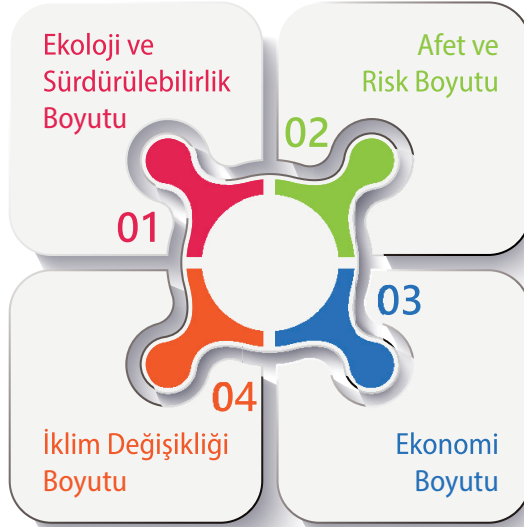 Ekoloji ve
Sürdürülebilirlik
Boyutu
01
Afet ve
Risk Boyutu
02
03
Ekonomi
Boyutu
04
İklim Değişikliği
Boyutu